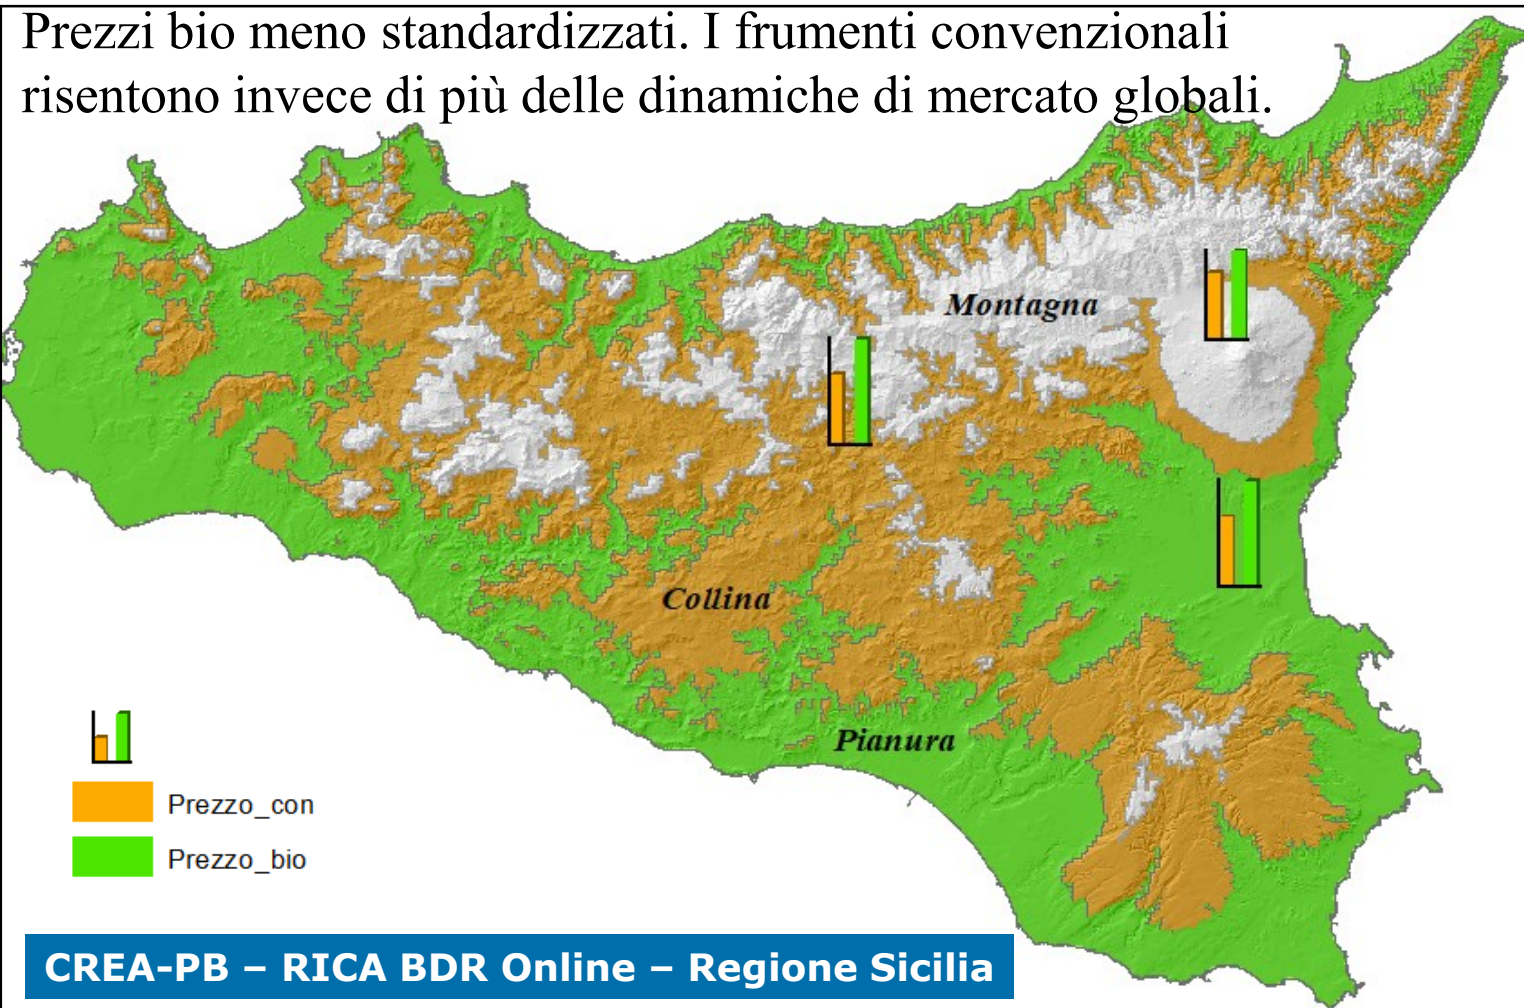 Prezzi bio meno standardizzati. I frumenti convenzionali
risentono invece di più delle dinamiche di mercato globali.
Montagna
Collina
Pianura
Prezzo_con
Prezzo_bio
CREA-PB – RICA BDR Online – Regione Sicilia